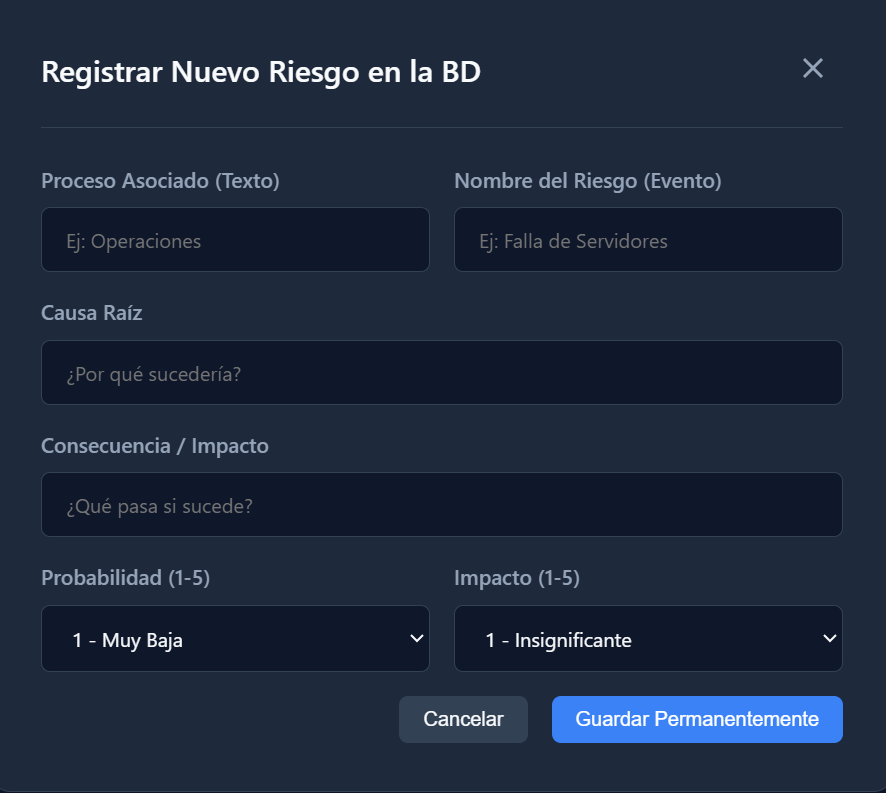 Registrar Nuevo Riesgo en la BD
Proceso Asociado (Texto)
Nombre del Riesgo (Evento)
Ej: Operaciones
Ej: Falla de Servidores
Causa Raíz
¿Por qué sucedería?
Consecuencia / Impacto
¿Qué pasa si sucede?
Probabilidad (1-5)
Impacto (1-5)
1 - Muy Baja
1 - Insignificante
Cancelar
Guardar Permanentemente